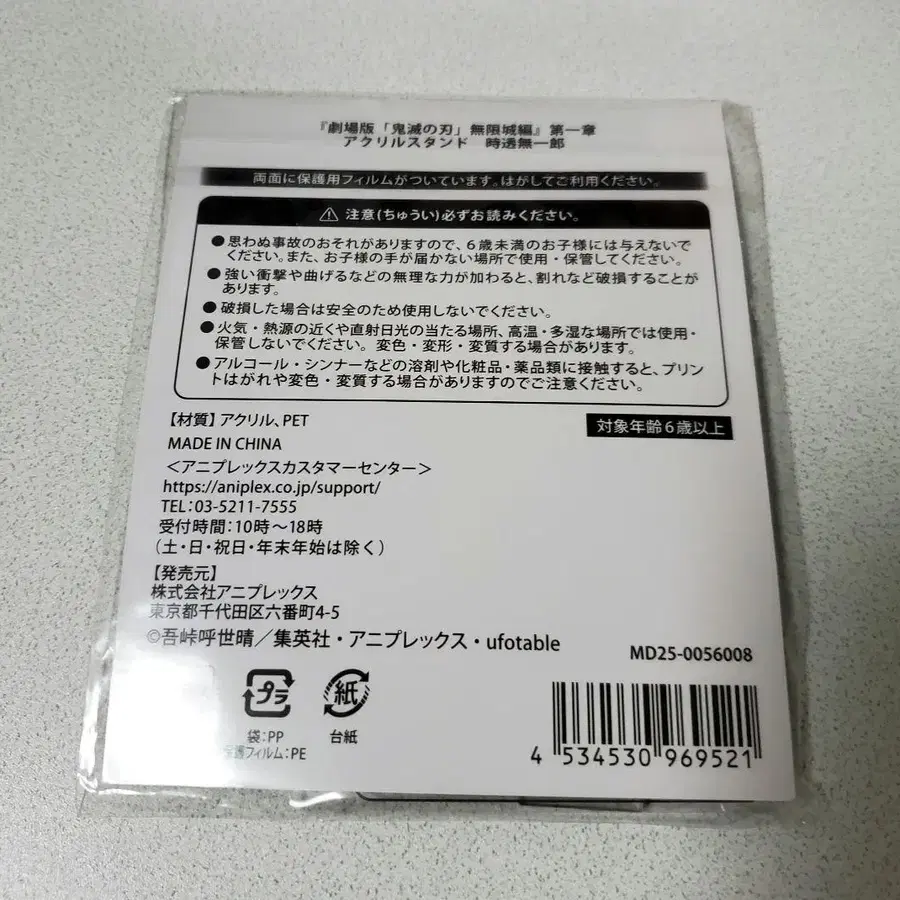 『劇場版「鬼滅の刃」無限城編』第一章
アクリルスタンド　時透無一郎
両面に保護用フィルムがついています。はがしてご利用ください。
⚠ 注意(ちゅうい)必ずお読みください。
●思わぬ事故のおそれがありますので、6歳未満のお子様には与えないで
ください。また、お子様の手が届かない場所で使用・保管してください。
●強い衝撃や曲げるなどの無理な力が加わると、割れなど破損することが
あります。
●破損した場合は安全のため使用しないでください。
●火気・熱源の近くや直射日光の当たる場所、高温・多湿な場所では使用・
保管しないでください。変色・変形・変質する場合があります。
●アルコール・シンナーなどの溶剤や化粧品・薬品類に接触すると、プリン
トはがれや変色・変質する場合がありますのでご注意ください。
【材質】アクリル、PET
対象年齢6歳以上
MADE IN CHINA
＜アニプレックスカスタマーセンター＞
https://aniplex.co.jp/support/
TEL：03-5211-7555
受付時間：10時～18時
（土・日・祝日・年末年始は除く）
【発売元】
株式会社アニプレックス
東京都千代田区六番町4-5
©吾峠呼世晴／集英社・アニプレックス・ufotable
MD25-0056008
プラ
紙
袋：PP
保護フィルム：PE
台紙
4 534530 969521